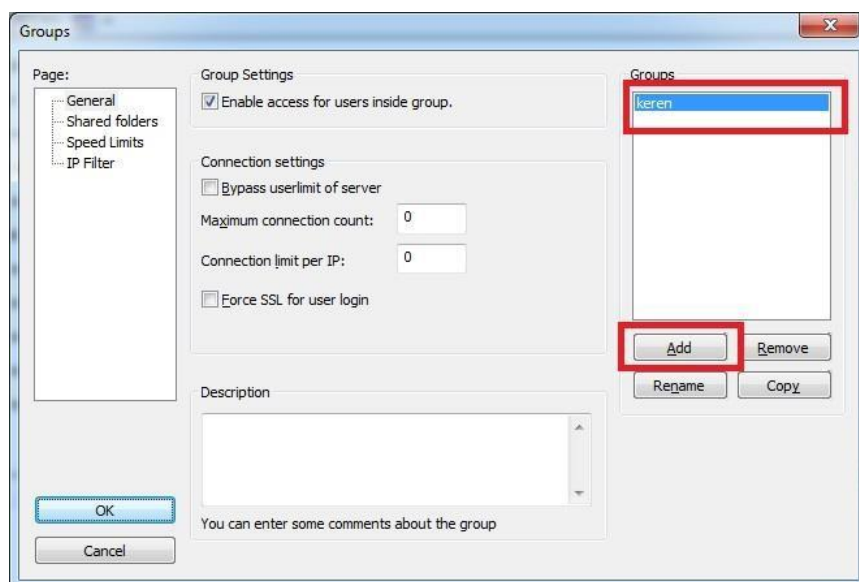 Groups
Page:
General
Shared folders
Speed Limits
IP Filter
Group Settings
Enable access for users inside group.
Connection settings
Bypass userlimit of server
Maximum connection count: 0
Connection limit per IP: 0
Force SSL for user login
Description
You can enter some comments about the group
Groups
keren
Add Remove
Rename Copy
OK
Cancel